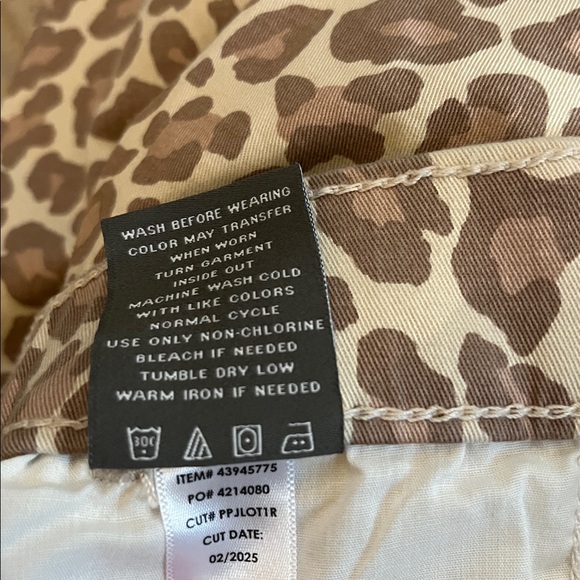 WASH BEFORE WEARING
COLOR MAY TRANSFER
WHEN WORN
TURN GARMENT
INSIDE OUT
MACHINE WASH COLD
WITH LIKE COLORS
NORMAL CYCLE
USE ONLY NON-CHLORINE
BLEACH IF NEEDED
TUMBLE DRY LOW
WARM IRON IF NEEDED
30C
ITEM# 43945775
PO# 4214080
CUT# PPJLOT1R
CUT DATE:
02/2025